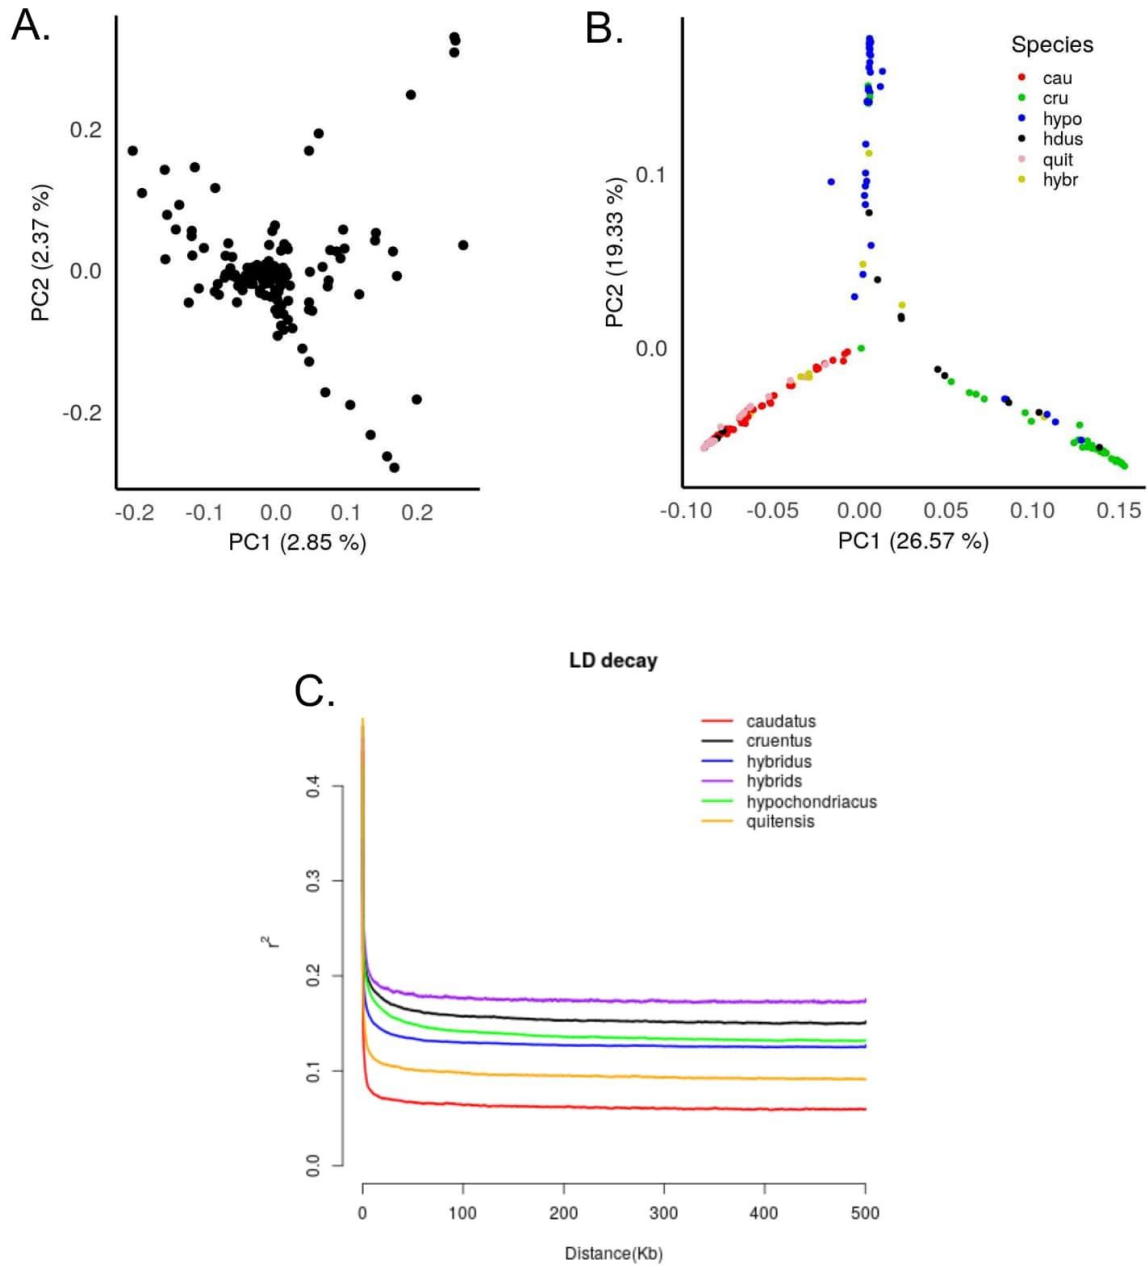 A.
0.2
0.0
-0.2
PC2 (2.37 %)
-0.2 -0.1 0.0 0.1 0.2
PC1 (2.85 %)
B.
Species
cau
cru
hypo
hdus
quit
hybr
0.1
0.0
PC2 (19.33 %)
-0.10 -0.05 0.00 0.05 0.10 0.15
PC1 (26.57 %)
LD decay
C.
caudatus
cruentus
hybridus
hybrids
hypochondriacus
quitensis
0.4
0.3
0.2
0.1
0.0
r²
0 100 200 300 400 500
Distance(Kb)